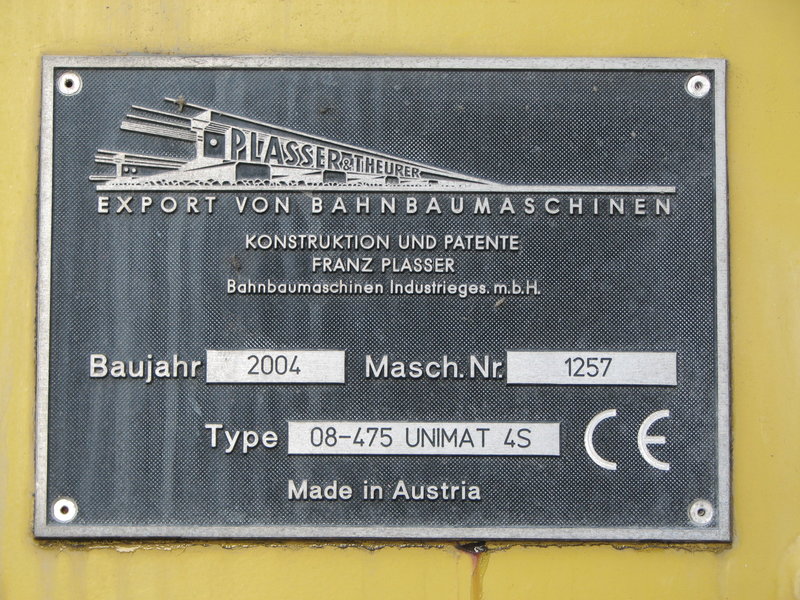 PLASSER & THEURER
EXPORT VON BAHNBAUMASCHINEN
KONSTRUKTION UND PATENTE
FRANZ PLASSER
Bahnbaumaschinen Industrieges.m.b.H.
Baujahr 2004 Masch.Nr. 1257
Type 08-475 UNIMAT 4S CE
Made in Austria